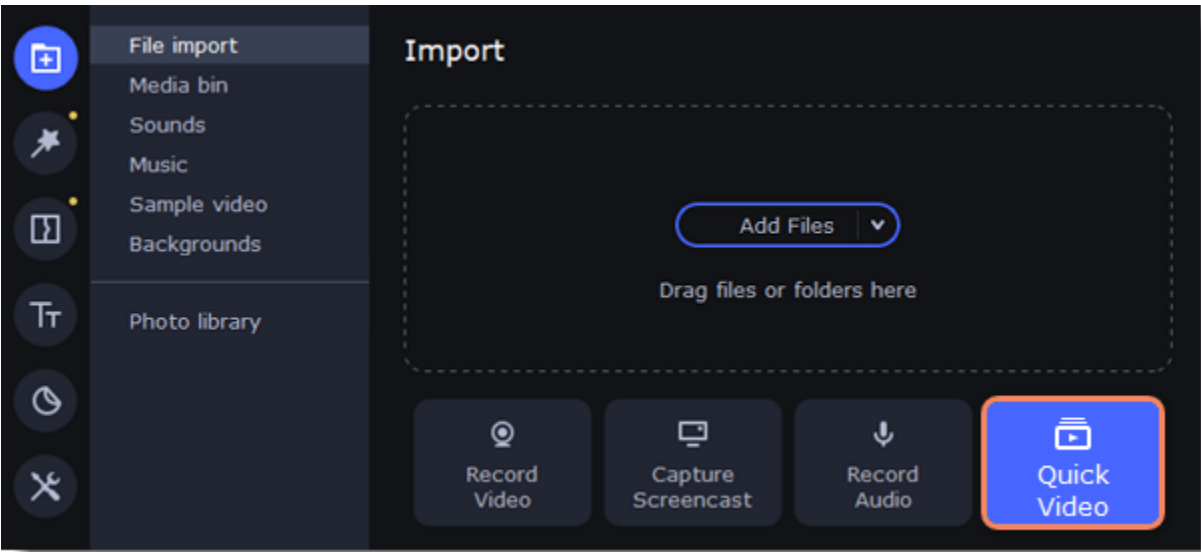 File import
Media bin
Sounds
Music
Sample video
Backgrounds
Photo library
Import
Add Files
Drag files or folders here
Record
Video
Capture
Screencast
Record
Audio
Quick
Video